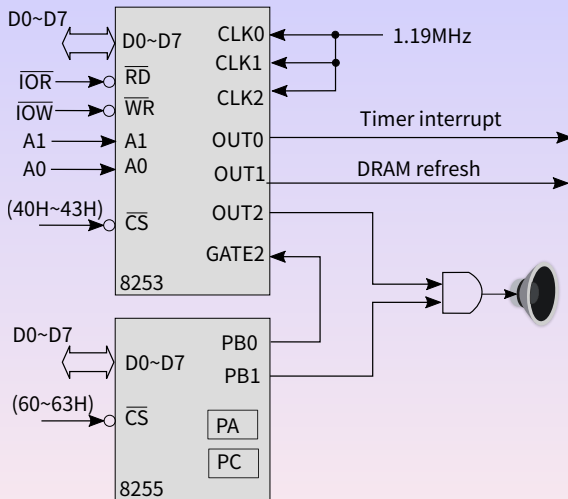 D0~D7
D0~D7
CLK0
1.19MHz
CLK1
IOR
RD
CLK2
IOW
WR
A1
A1
OUT0
Timer interrupt
A0
A0
OUT1
DRAM refresh
(40H~43H)
CS
OUT2
GATE2
8253
D0~D7
D0~D7
PB0
PB1
(60~63H)
CS
PA
PC
8255